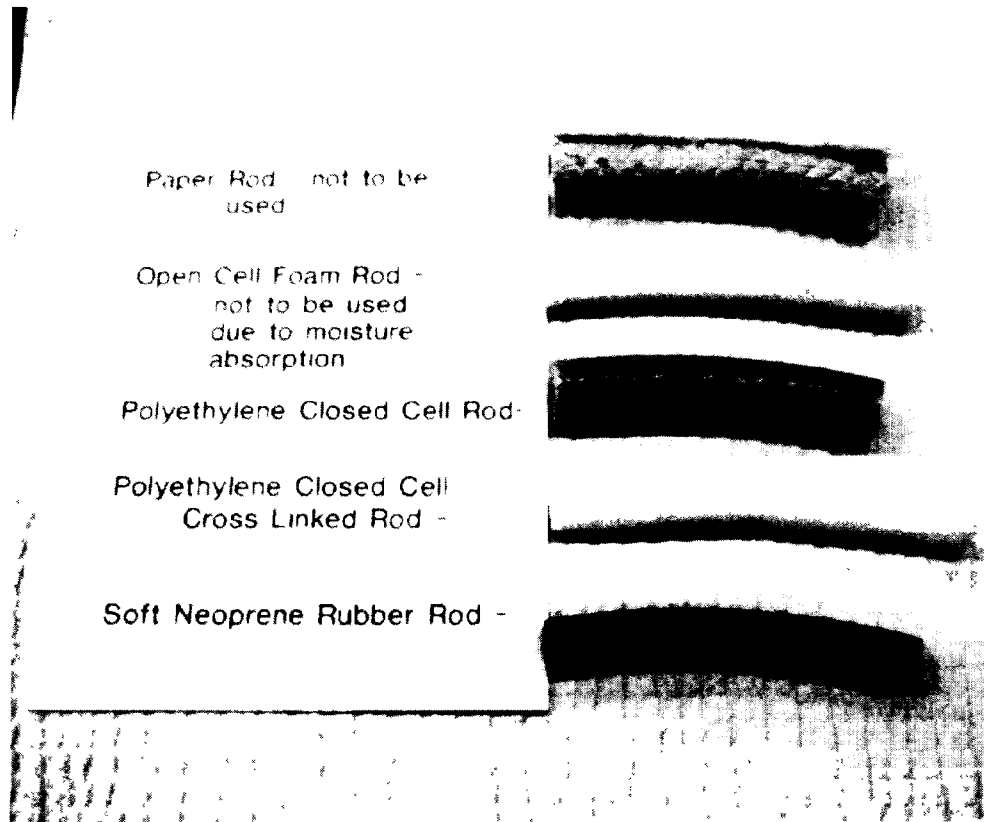 Paper Rod not to be
used
Open Cell Foam Rod -
not to be used
due to moisture
absorption
Polyethylene Closed Cell Rod-
Polyethylene Closed Cell
Cross Linked Rod -
Soft Neoprene Rubber Rod -